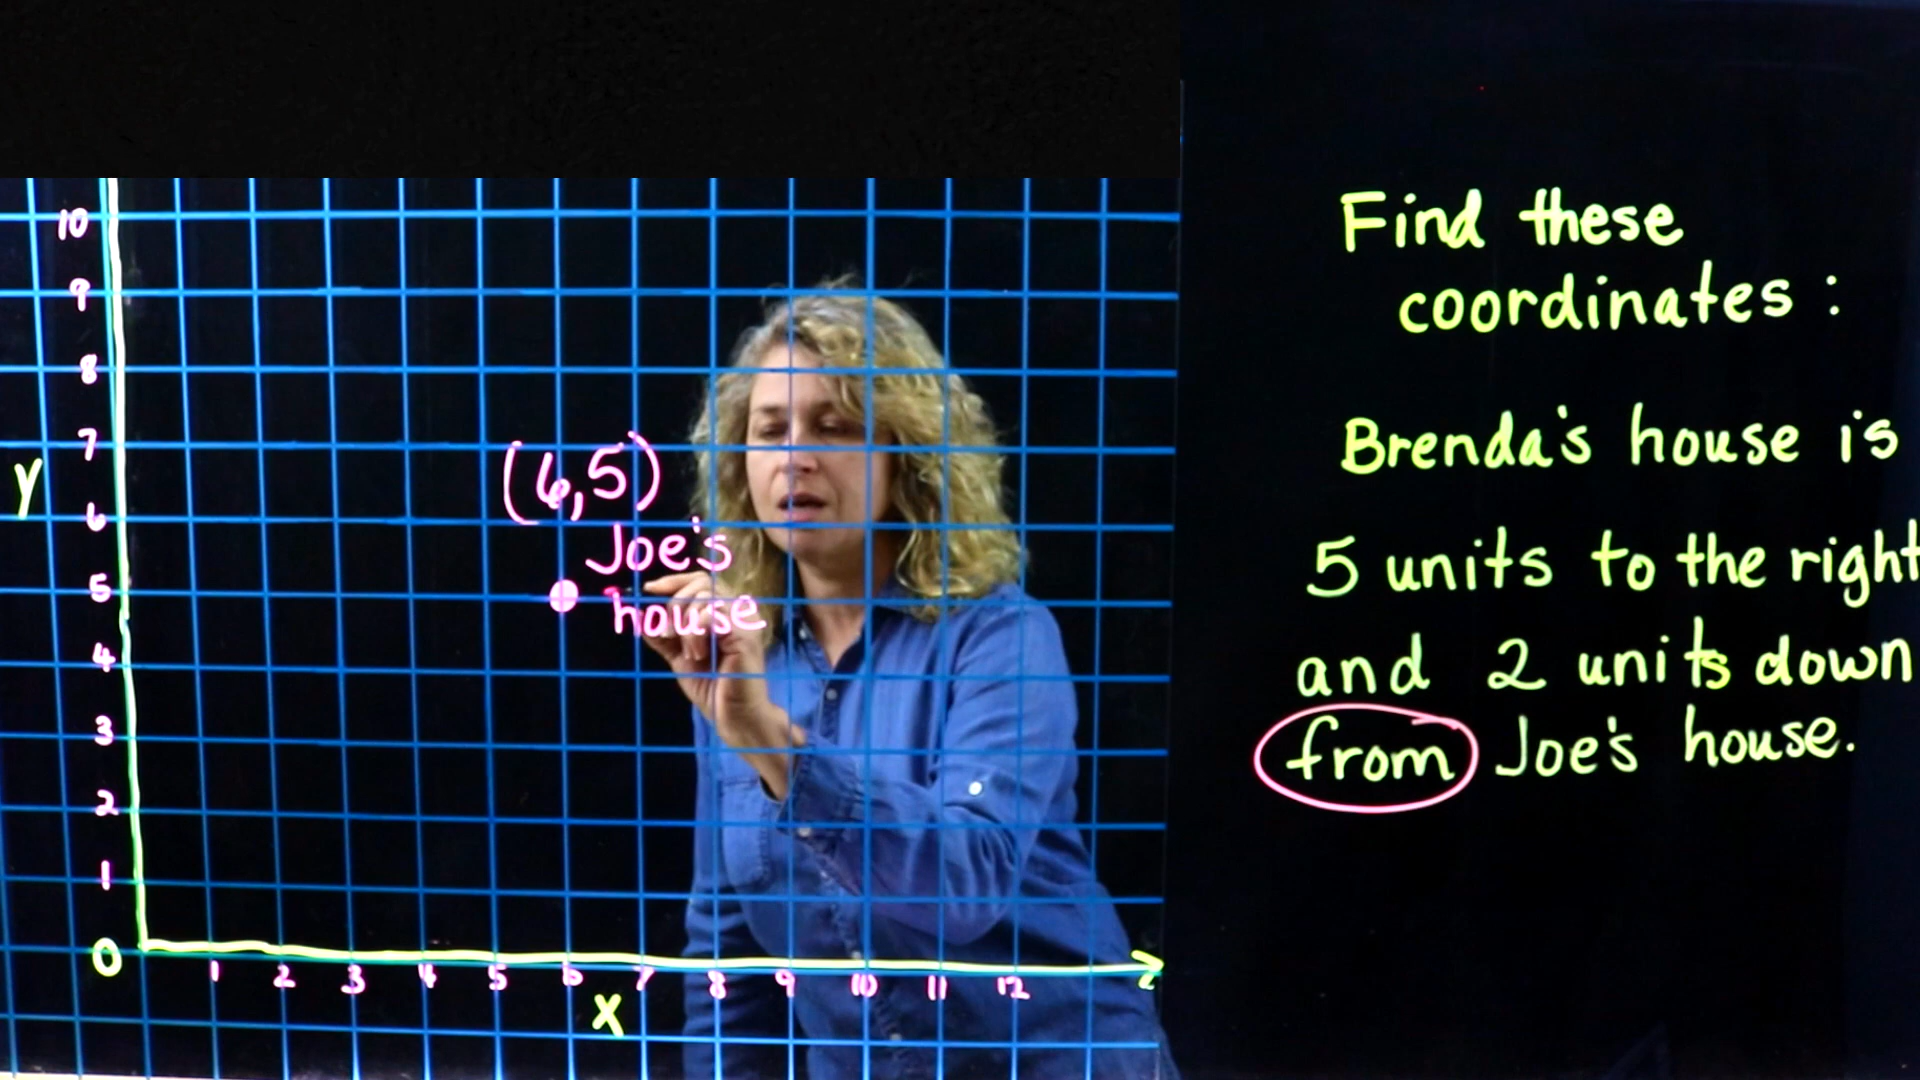 10
9
8
7
6
5
4
3
2
1
0
y
1 2 3 4 5 6 7 8 9 10 11 12
x
(6,5)
Joe's
house
Find these
coordinates:
Brenda's house is
5 units to the right
and 2 units down
from Joe's house.